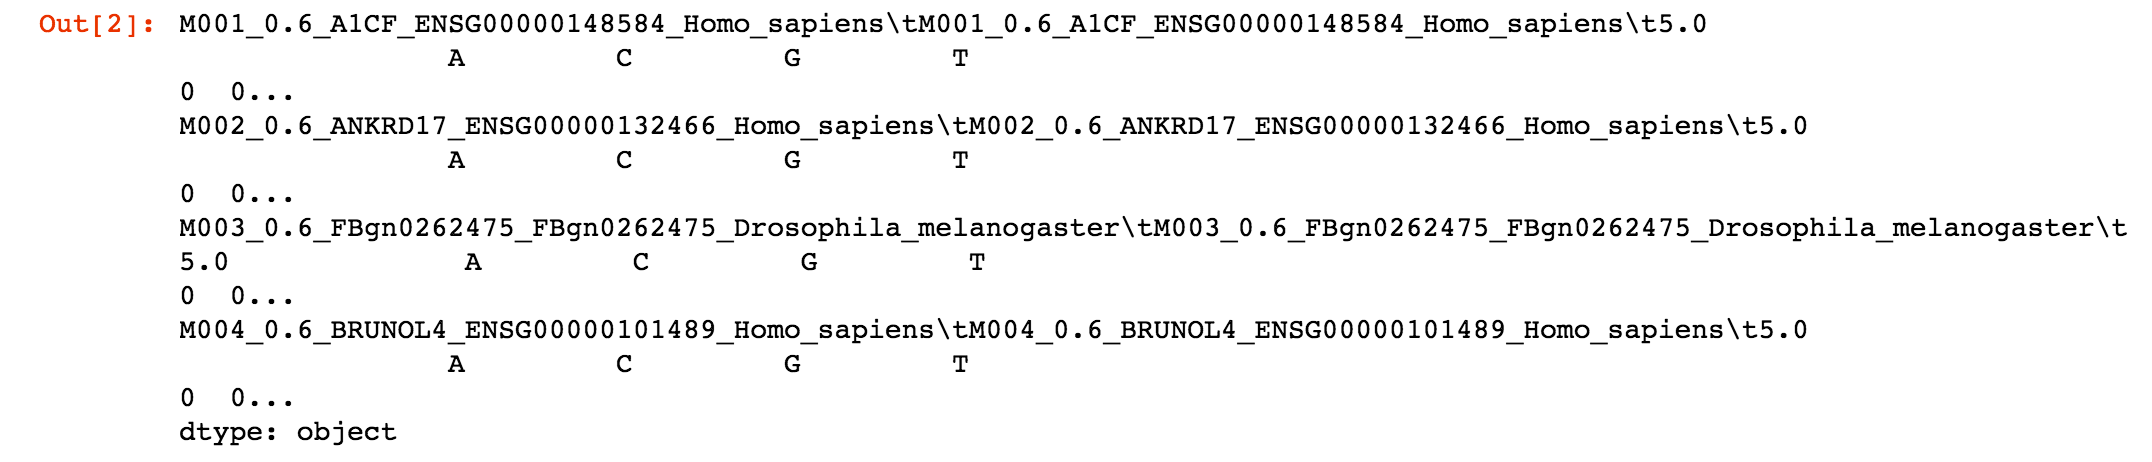 Out[2]: M001_0.6_A1CF_ENSG00000148584_Homo_sapiens\tM001_0.6_A1CF_ENSG00000148584_Homo_sapiens\t5.0
A C G T
0 0...
M002_0.6_ANKRD17_ENSG00000132466_Homo_sapiens\tM002_0.6_ANKRD17_ENSG00000132466_Homo_sapiens\t5.0
A C G T
0 0...
M003_0.6_FBgn0262475_FBgn0262475_Drosophila_melanogaster\tM003_0.6_FBgn0262475_FBgn0262475_Drosophila_melanogaster\t
5.0 A C G T
0 0...
M004_0.6_BRUNOL4_ENSG00000101489_Homo_sapiens\tM004_0.6_BRUNOL4_ENSG00000101489_Homo_sapiens\t5.0
A C G T
0 0...
dtype: object